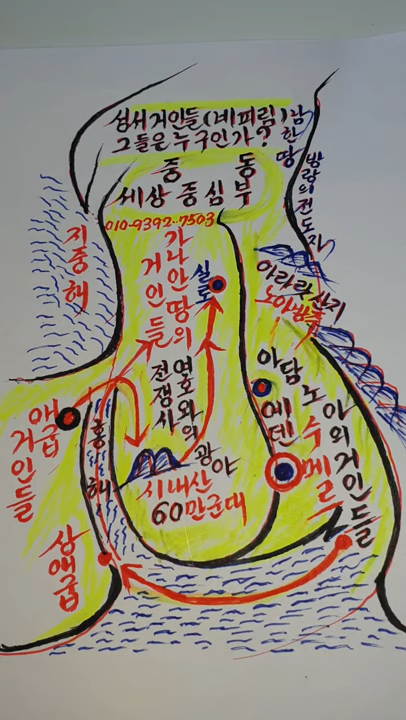 성서거인들(비피림)남한땅
그들은누구인가?
방랑의전도자
중동
세상중심부
010-9392-7503
지중해
가나안땅의
거인들
실로
아라랏산지
노아방주
여호와의
전쟁사
광야
아담
에덴
노아의거인들
수메르
애굽
거인들
홍해
시내산
60만군대
상애굽